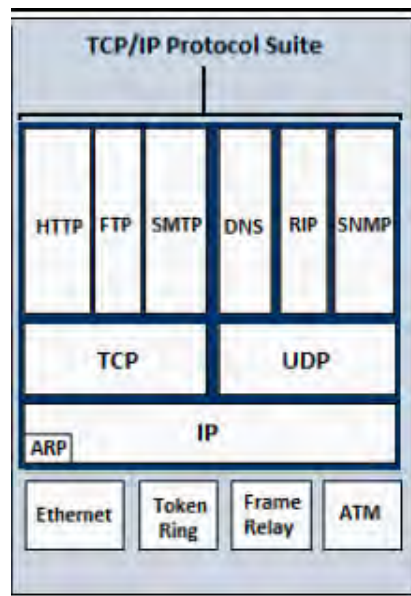 TCP/IP Protocol Suite
HTTP FTP SMTP DNS RIP SNMP
TCP UDP
IP
ARP
Ethernet Token Ring Frame Relay ATM